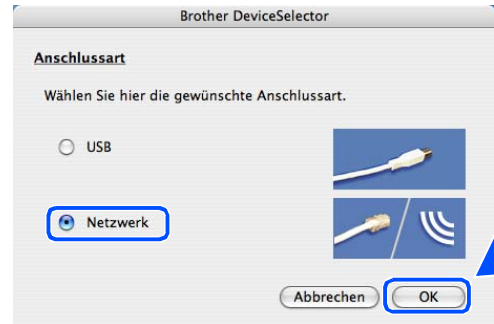 Brother DeviceSelector
Anschlussart
Wählen Sie hier die gewünschte Anschlussart.
USB
Netzwerk
Abbrechen OK